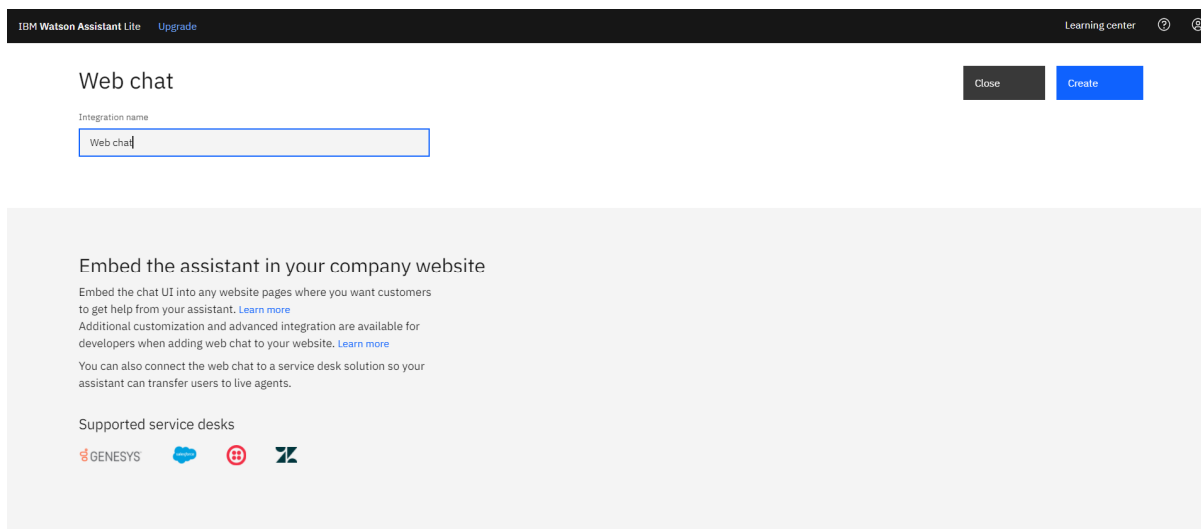 IBM Watson Assistant Lite Upgrade Learning center
Web chat
Close Create
Integration name
Web chat
Embed the assistant in your company website
Embed the chat UI into any website pages where you want customers
to get help from your assistant. Learn more
Additional customization and advanced integration are available for
developers when adding web chat to your website. Learn more
You can also connect the web chat to a service desk solution so your
assistant can transfer users to live agents.
Supported service desks
GENESYS salesforce